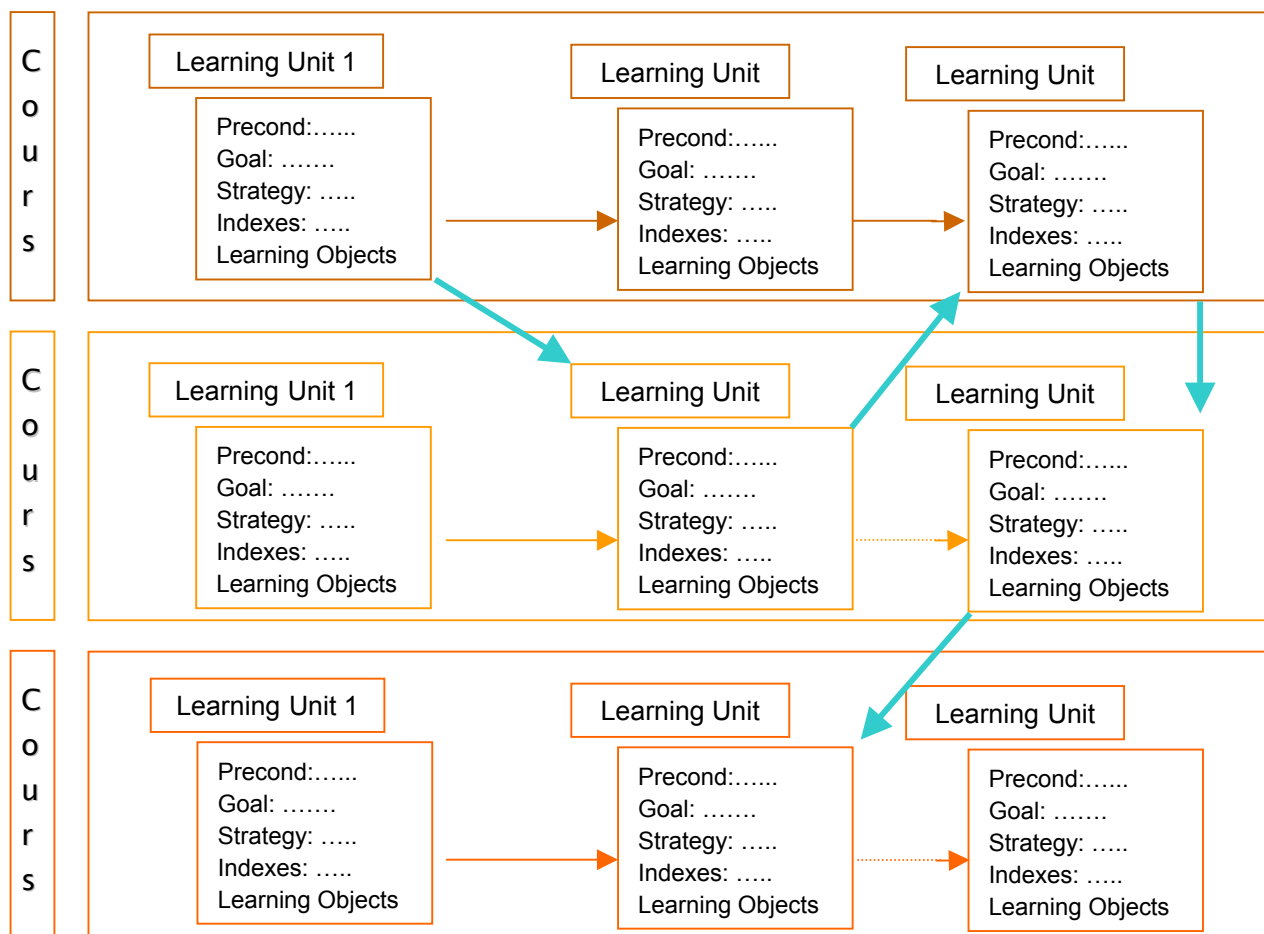 Cours
Learning Unit 1
Precond:…...
Goal: …….
Strategy: …..
Indexes: …..
Learning Objects
Learning Unit
Precond:…...
Goal: …….
Strategy: …..
Indexes: …..
Learning Objects
Learning Unit
Precond:…...
Goal: …….
Strategy: …..
Indexes: …..
Learning Objects
Cours
Learning Unit 1
Precond:…...
Goal: …….
Strategy: …..
Indexes: …..
Learning Objects
Learning Unit
Precond:…...
Goal: …….
Strategy: …..
Indexes: …..
Learning Objects
Learning Unit
Precond:…...
Goal: …….
Strategy: …..
Indexes: …..
Learning Objects
Cours
Learning Unit 1
Precond:…...
Goal: …….
Strategy: …..
Indexes: …..
Learning Objects
Learning Unit
Precond:…...
Goal: …….
Strategy: …..
Indexes: …..
Learning Objects
Learning Unit
Precond:…...
Goal: …….
Strategy: …..
Indexes: …..
Learning Objects